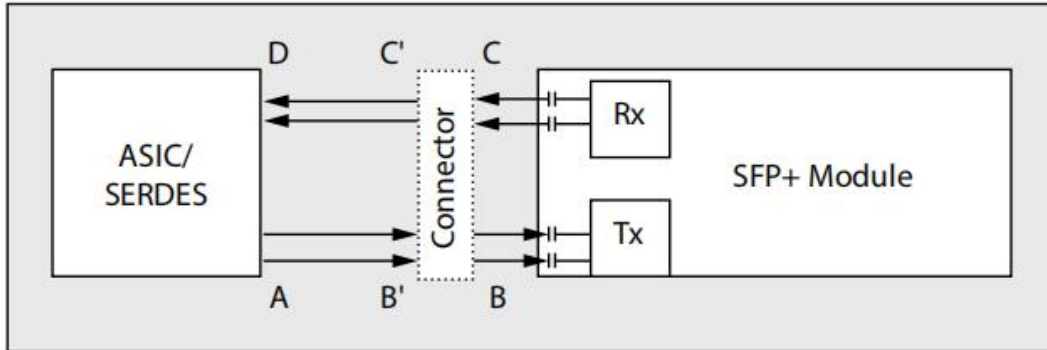 D C' C
ASIC/
SERDES
Connector
Rx
SFP+ Module
Tx
A B' B